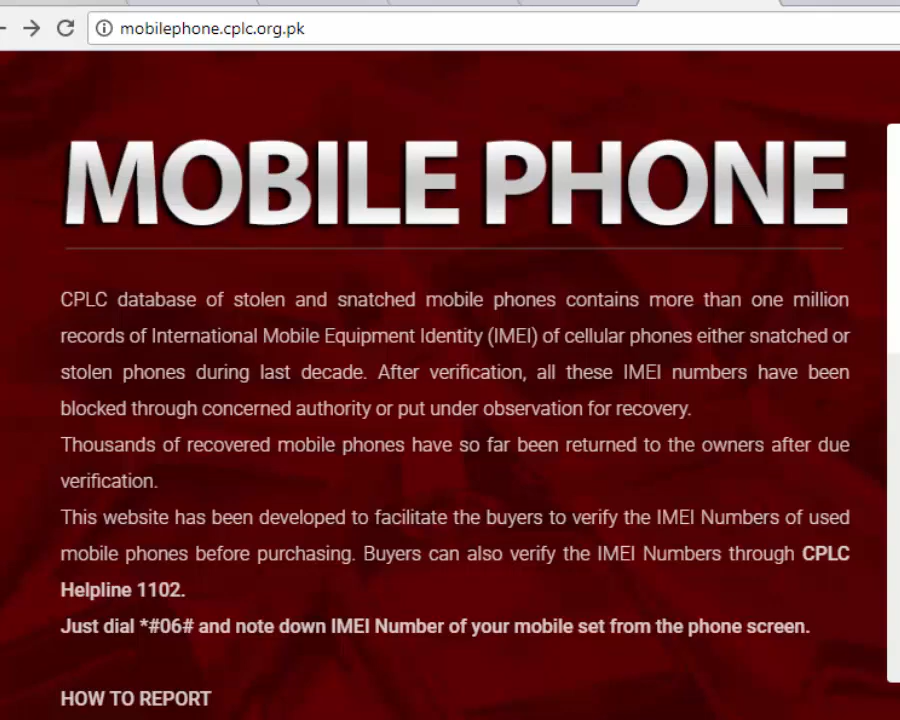 mobilephone.cplc.org.pk
MOBILE PHONE
CPLC database of stolen and snatched mobile phones contains more than one million
records of International Mobile Equipment Identity (IMEI) of cellular phones either snatched or
stolen phones during last decade. After verification, all these IMEI numbers have been
blocked through concerned authority or put under observation for recovery.
Thousands of recovered mobile phones have so far been returned to the owners after due
verification.
This website has been developed to facilitate the buyers to verify the IMEI Numbers of used
mobile phones before purchasing. Buyers can also verify the IMEI Numbers through CPLC
Helpline 1102.
Just dial *#06# and note down IMEI Number of your mobile set from the phone screen.
HOW TO REPORT